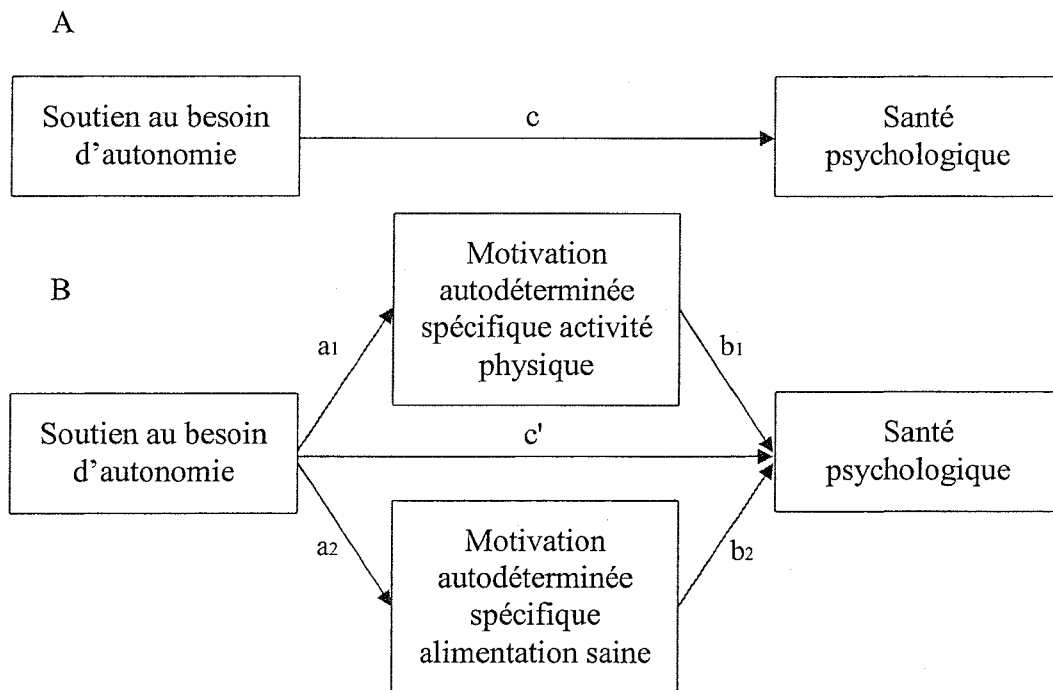 A
Soutien au besoin
d'autonomie
c
Santé
psychologique
B
Motivation
autodéterminée
spécifique activité
physique
a1
b1
Soutien au besoin
d'autonomie
c'
Santé
psychologique
a2
b2
Motivation
autodéterminée
spécifique
alimentation saine